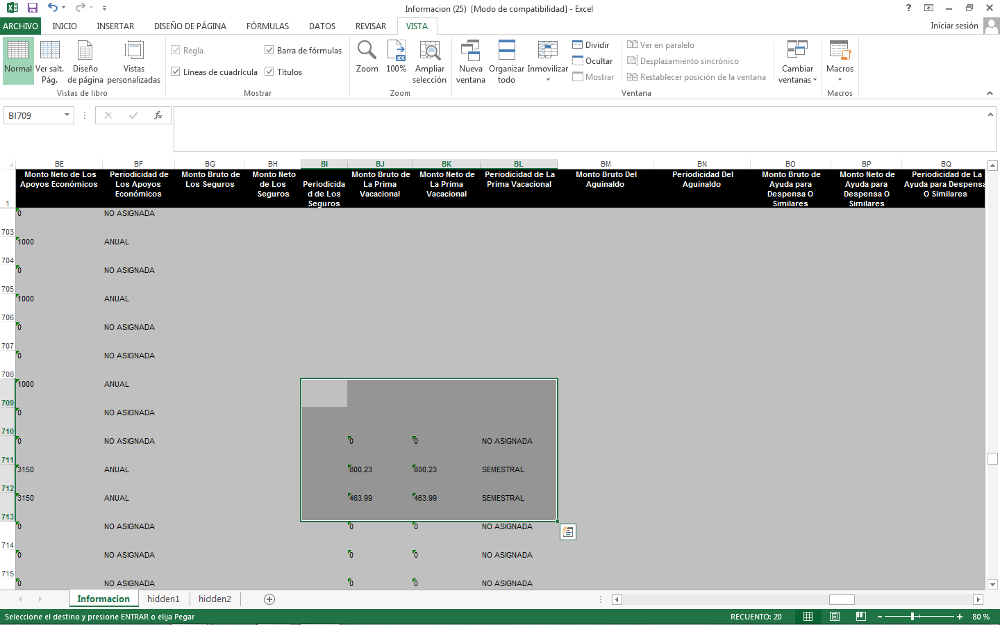 Informacion (25) [Modo de compatibilidad] - Excel
ARCHIVO INICIO INSERTAR DISEÑO DE PÁGINA FÓRMULAS DATOS REVISAR VISTA Iniciar sesión
Normal Ver salt. Pág. Diseño de página Vistas personalizadas
Regla
Líneas de cuadrícula
Barra de fórmulas
Títulos
Zoom 100% Ampliar selección
Nueva ventana Organizar todo Inmovilizar
Dividir
Ocultar
Mostrar
Ver en paralelo
Desplazamiento sincrónico
Restablecer posición de la ventana
Cambiar ventanas Macros
Vistas de libro Mostrar Zoom Ventana Macros
BI709 fx
BE BF BG BH BI BJ BK BL BM BN BO BP BQ
1
Monto Neto de Los Apoyos Económicos
Periodicidad de Los Apoyos Económicos
Monto Bruto de Los Seguros
Monto Neto de Los Seguros
Periodicida d de Los Seguros
Monto Bruto de La Prima Vacacional
Monto Neto de La Prima Vacacional
Periodicidad de La Prima Vacacional
Monto Bruto Del Aguinaldo
Periodicidad Del Aguinaldo
Monto Bruto de Ayuda para Despensa O Similares
Monto Neto de Ayuda para Despensa O Similares
Periodicidad de La Ayuda para Despensa O Similares
703 0 NO ASIGNADA
704 1000 ANUAL
705 0 NO ASIGNADA
706 1000 ANUAL
707 0 NO ASIGNADA
708 0 NO ASIGNADA
709 1000 ANUAL
710 0 NO ASIGNADA
711 0 NO ASIGNADA 0 0 NO ASIGNADA
712 3150 ANUAL 800.23 800.23 SEMESTRAL
713 3150 ANUAL 463.99 463.99 SEMESTRAL
714 0 NO ASIGNADA 0 0 NO ASIGNADA
715 0 NO ASIGNADA 0 0 NO ASIGNADA
0 NO ASIGNADA 0 0 NO ASIGNADA
Informacion hidden1 hidden2
Seleccione el destino y presione ENTRAR o elija Pegar RECUENTO: 20 80 %